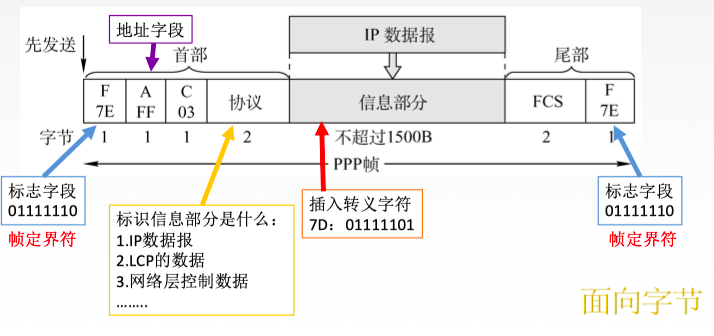 地址字段
IP 数据报
先发送
首部
尾部
F
7E
A
FF
C
03
协议
信息部分
FCS
F
7E
字节
1
1
1
2
不超过1500B
2
1
PPP帧
标志字段
01111110
帧定界符
标识信息部分是什么：
1.IP数据报
2.LCP的数据
3.网络层控制数据
……..
插入转义字符
7D：01111101
标志字段
01111110
帧定界符
面向字节